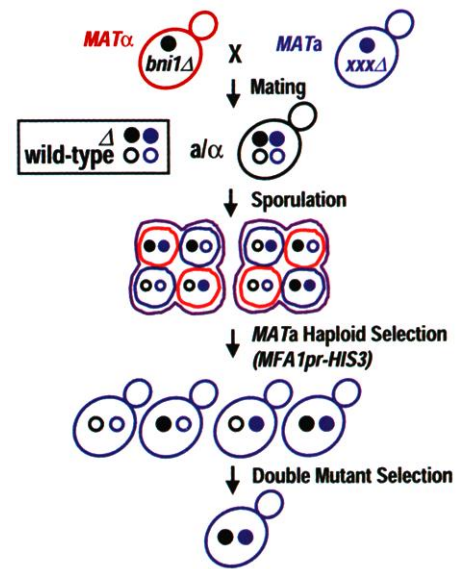 MATα
MATa
bni1Δ
X
xxxΔ
Mating
Δ
wild-type
a/α
Sporulation
MATa Haploid Selection
(MFA1pr-HIS3)
Double Mutant Selection